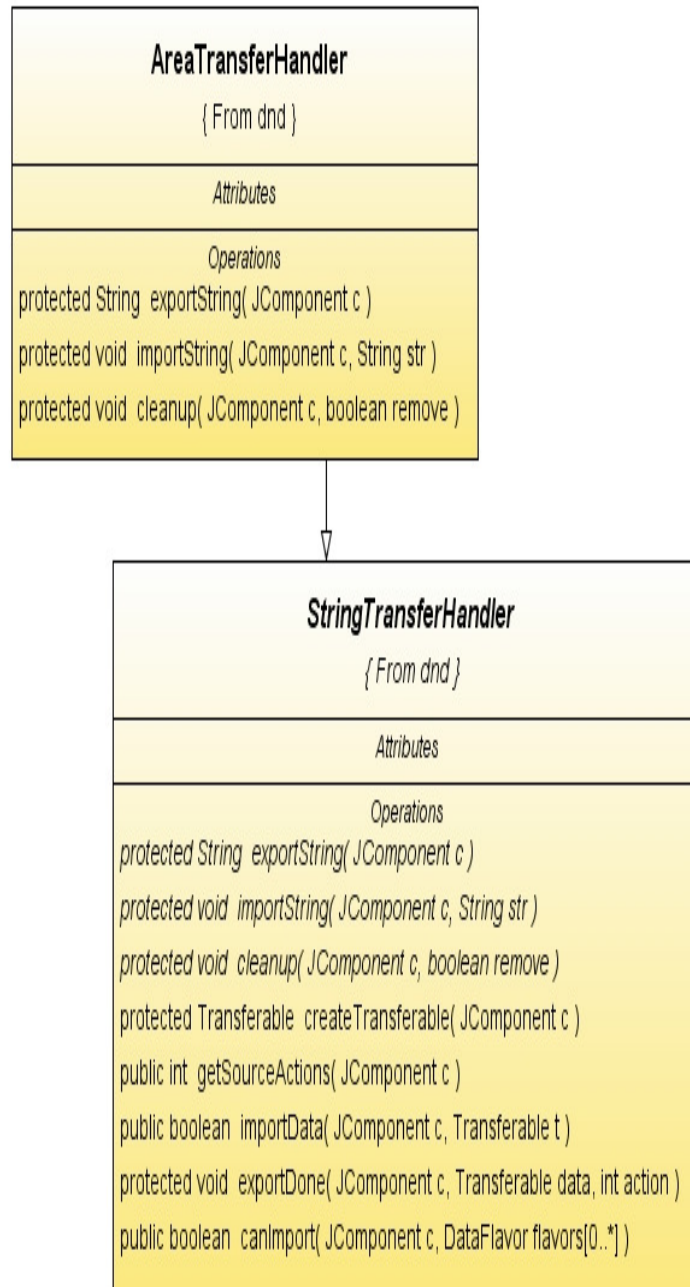 AreaTransferHandler
{ From dnd }
Attributes
Operations
protected String exportString( JComponent c )
protected void importString( JComponent c, String str )
protected void cleanup( JComponent c, boolean remove )
StringTransferHandler
{ From dnd }
Attributes
Operations
protected String exportString( JComponent c )
protected void importString( JComponent c, String str )
protected void cleanup( JComponent c, boolean remove )
protected Transferable createTransferable( JComponent c )
public int getSourceActions( JComponent c )
public boolean importData( JComponent c, Transferable t )
protected void exportDone( JComponent c, Transferable data, int action )
public boolean canImport( JComponent c, DataFlavor flavors[0..*] )